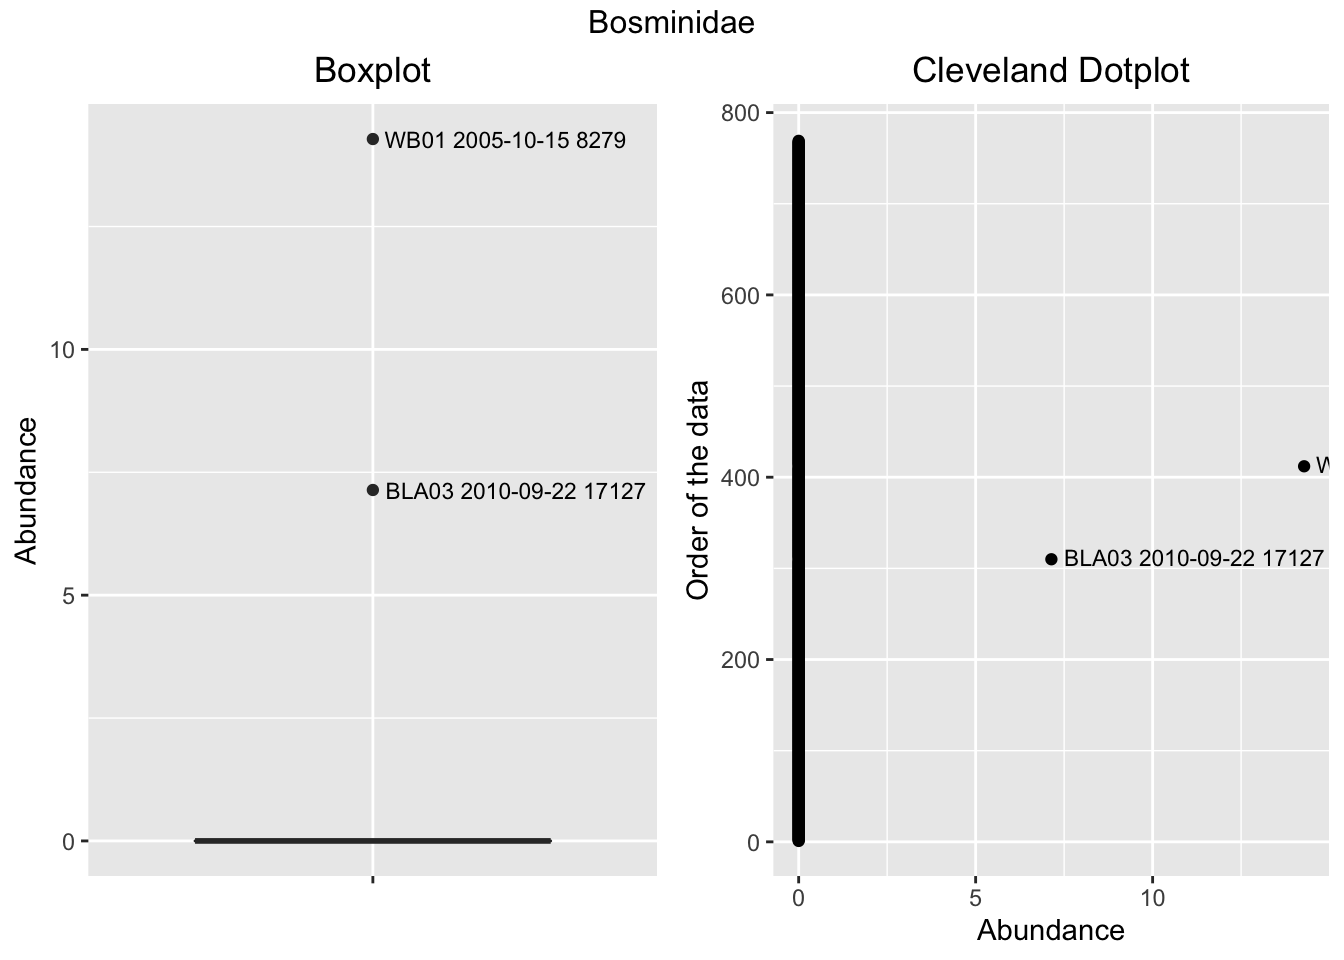 Bosminidae
Boxplot
Abundance
10
5
0
WB01 2005-10-15 8279
BLA03 2010-09-22 17127
Cleveland Dotplot
Order of the data
800
600
400
200
0
W
BLA03 2010-09-22 17127
0 5 10
Abundance